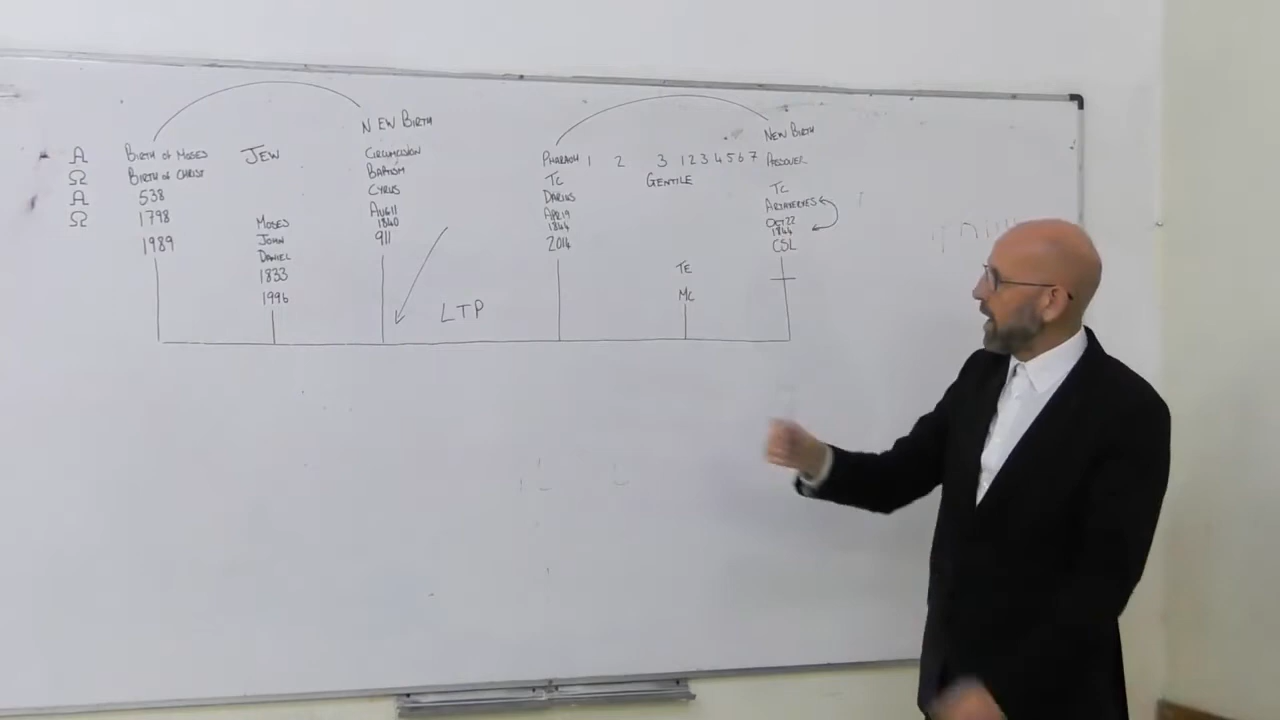 NEW BIRTH
Α BIRTH OF MOSES JEW CIRCUMCISION
Ω BIRTH OF CHRIST BAPTISM
Α 538 CYRUS
Ω 1798 AUG 11
1840
1989 911
MOSES
JOHN
DANIEL
1833
1996
LTP
NEW BIRTH
PHARAOH 1 2 3 1 2 3 4 5 6 7 PASSOVER
TC GENTILE TC
DARIUS ARTAXERXES
APR 19 OCT 22
1844 1844
2014 CSL
TE
MC